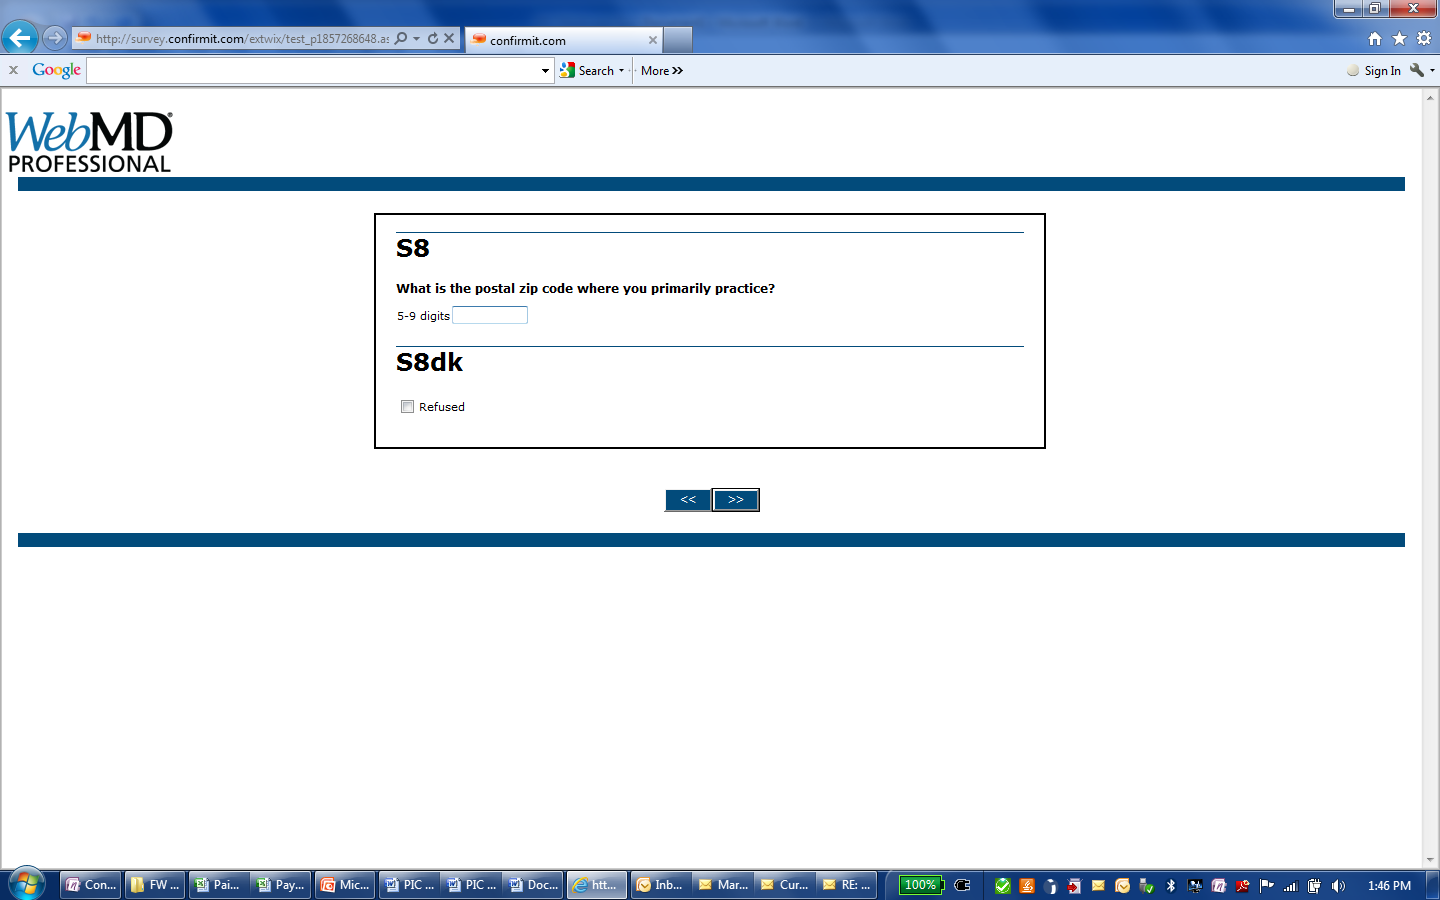 http://survey.confirmit.com/extwix/test_p1857268648.as
confirmit.com
x Google Search More >> Sign In
WebMD
PROFESSIONAL
S8
What is the postal zip code where you primarily practice?
5-9 digits
S8dk
Refused
<< >>
Con... FW ... Pai... Pay... Mic... PIC ... PIC ... Doc... htt... Inb... Mar... Cur... RE: ... 100% 1:46 PM